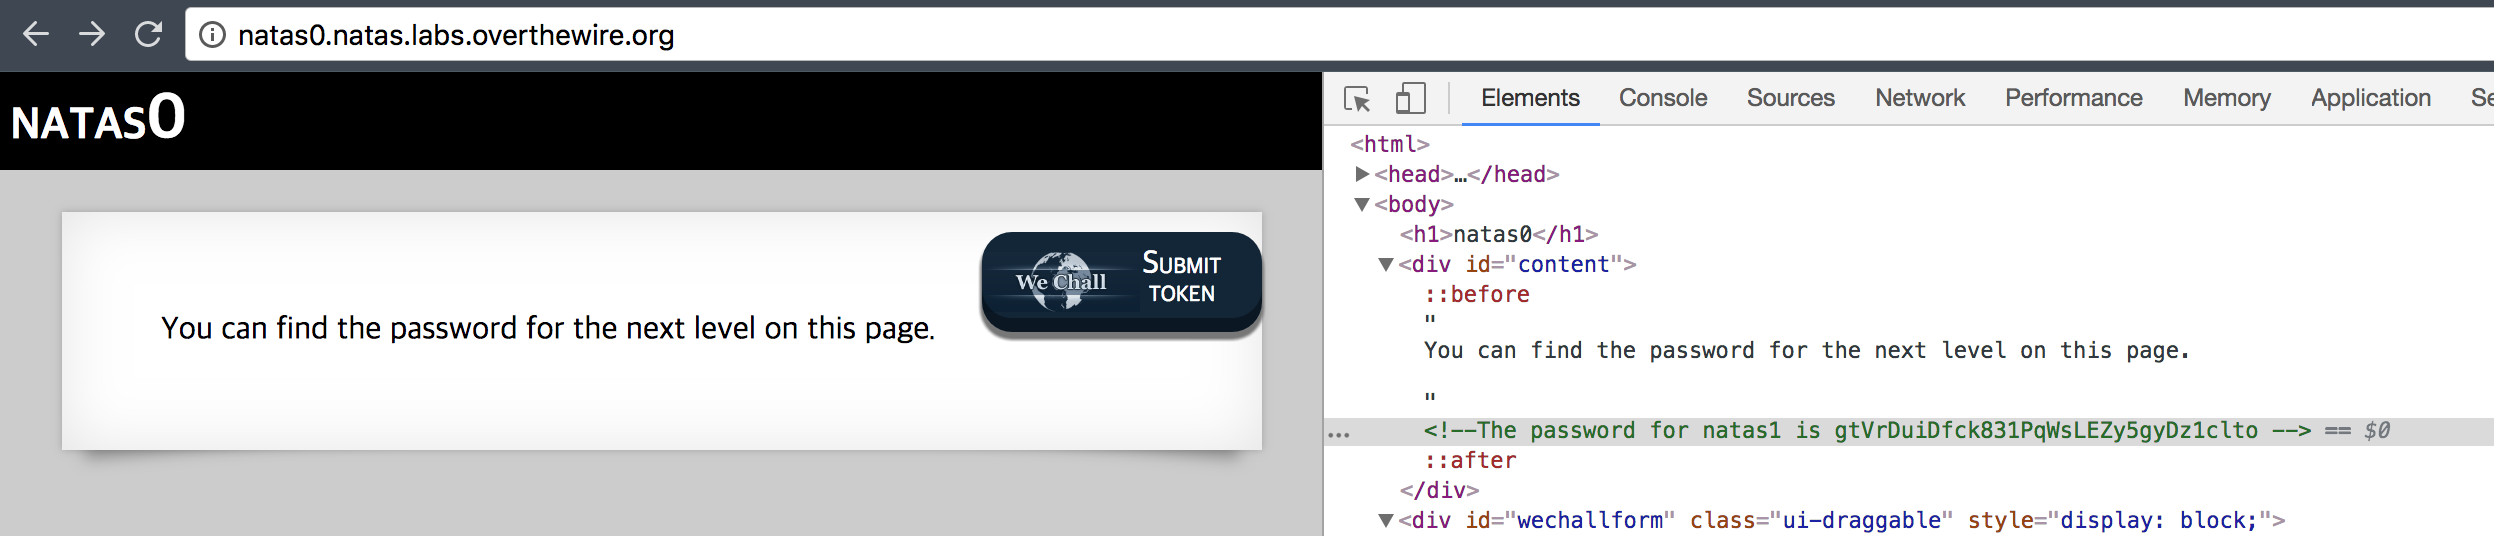 natas0.natas.labs.overthewire.org
NATAS0
Elements Console Sources Network Performance Memory Application Se
We Chall
SUBMIT
TOKEN
You can find the password for the next level on this page.
<html>
<head>…</head>
<body>
<h1>natas0</h1>
<div id="content">
::before
"
You can find the password for the next level on this page.
"
… <!--The password for natas1 is gtVrDuiDfck831PqWsLEZy5gyDz1clto --> == $0
::after
</div>
<div id="wechallform" class="ui-draggable" style="display: block;">